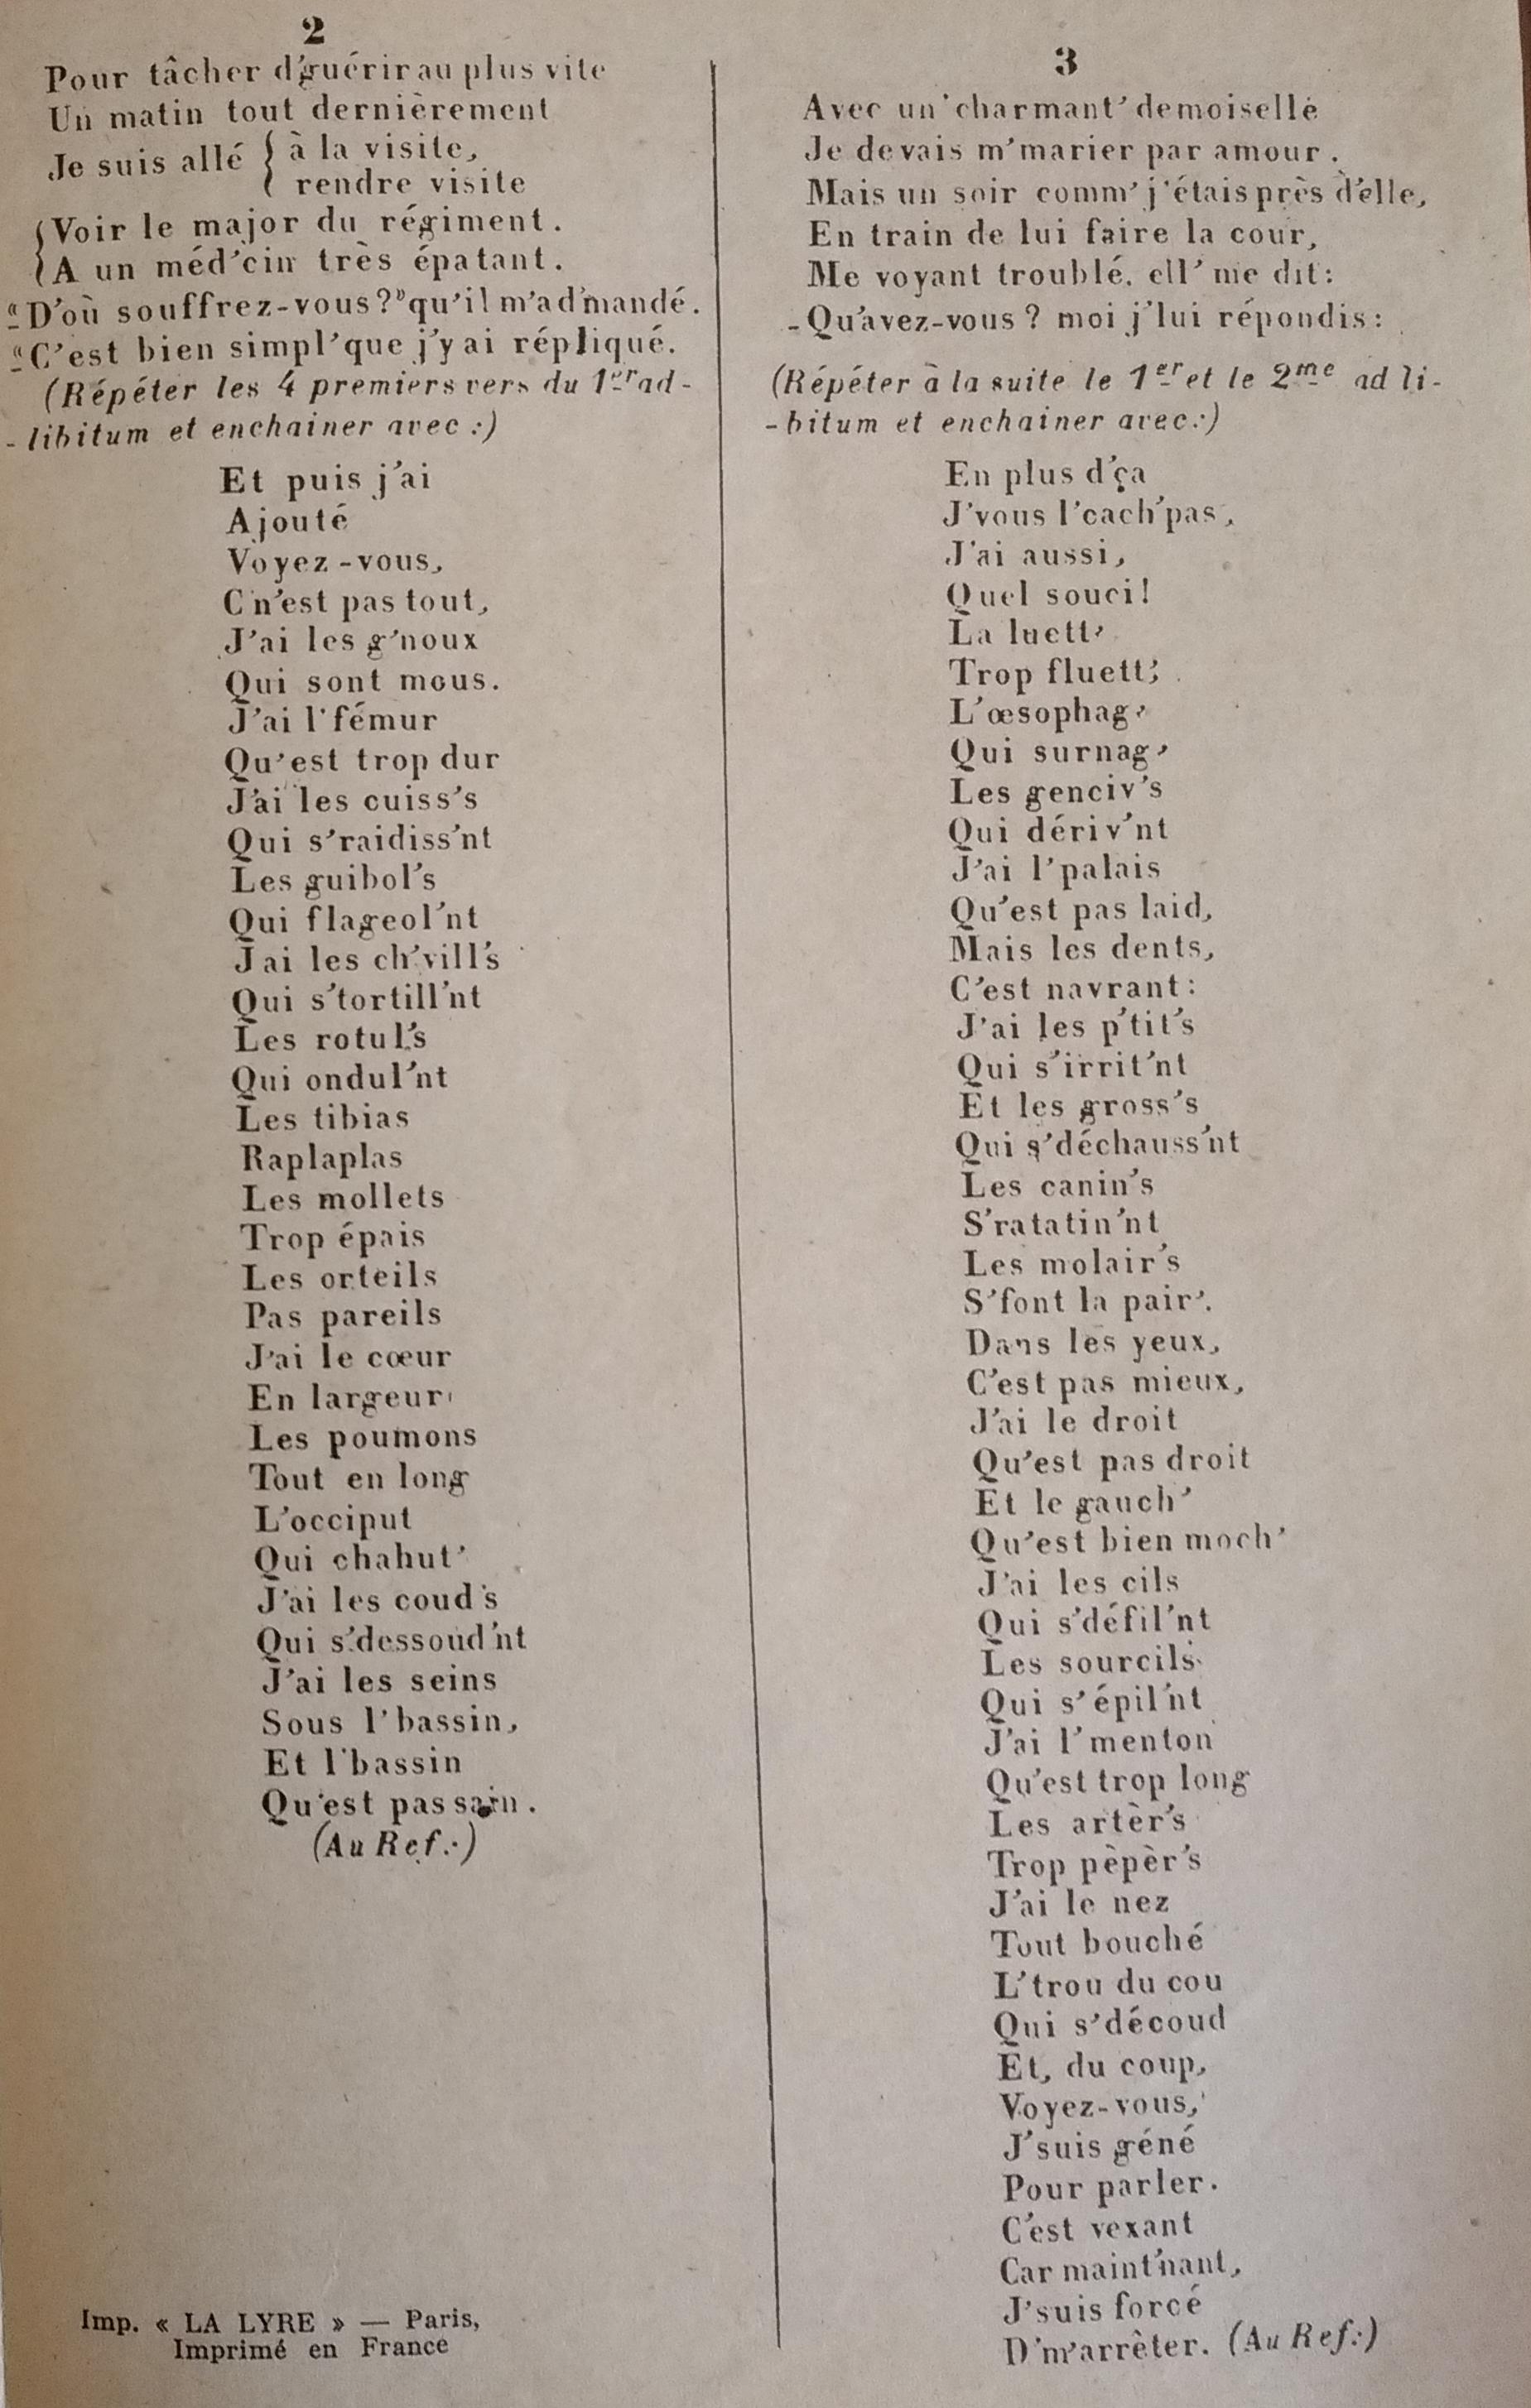 2
Pour tâcher d'guérir au plus vite
Un matin tout dernièrement
Je suis allé { à la visite,
rendre visite
{ Voir le major du régiment.
A un méd'cin très épatant.
"D'où souffrez-vous?" qu'il m'a d'mandé.
"C'est bien simpl' que j'y ai répliqué.
(Répéter les 4 premiers vers du 1er ad-
-libitum et enchainer avec :)
Et puis j'ai
Ajouté
Voyez-vous,
C n'est pas tout,
J'ai les g'noux
Qui sont mous.
J'ai l'fémur
Qu'est trop dur
J'ai les cuiss's
Qui s'raidiss'nt
Les guibol's
Qui flageol'nt
J'ai les ch'vill's
Qui s'tortill'nt
Les rotul's
Qui ondul'nt
Les tibias
Raplaplas
Les mollets
Trop épais
Les orteils
Pas pareils
J'ai le cœur
En largeur
Les poumons
Tout en long
L'occiput
Qui chahut'
J'ai les coud's
Qui s'dessoud'nt
J'ai les seins
Sous l'bassin,
Et l'bassin
Qu'est pas sain.
(Au Ref:)
Imp. « LA LYRE » — Paris,
Imprimé en France
3
Avec un' charmant' demoiselle
Je devais m'marier par amour.
Mais un soir comm' j'étais près d'elle,
En train de lui faire la cour,
Me voyant troublé, ell' me dit:
-Qu'avez-vous? moi j'lui répondis:
(Répéter à la suite le 1er et le 2me ad li-
-bitum et enchainer avec:)
En plus d'ça
J'vous l'cach'pas,
J'ai aussi,
Quel souci!
La luett'
Trop fluett',
L'œsophag'
Qui surnag'
Les genciv's
Qui dériv'nt
J'ai l'palais
Qu'est pas laid,
Mais les dents,
C'est navrant:
J'ai les p'tit's
Qui s'irrit'nt
Et les gross's
Qui s'déchauss'nt
Les canin's
S'ratatin'nt
Les molair's
S'font la pair'.
Dans les yeux,
C'est pas mieux,
J'ai le droit
Qu'est pas droit
Et le gauch'
Qu'est bien moch'
J'ai les cils
Qui s'défil'nt
Les sourcils
Qui s'épil'nt
J'ai l'menton
Qu'est trop long
Les artèr's
Trop pèpèr's
J'ai le nez
Tout bouché
L'trou du cou
Qui s'découd
Et, du coup,
Voyez-vous,
J'suis géné
Pour parler.
C'est vexant
Car maint'nant,
J'suis forcé
D'm'arrêter. (Au Ref:)